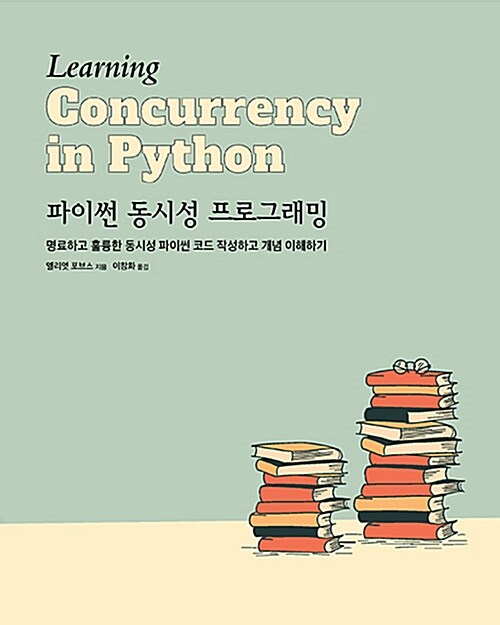 Learning
Concurrency
in Python
파이썬 동시성 프로그래밍
명료하고 훌륭한 동시성 파이썬 코드 작성하고 개념 이해하기
엘리엇 포브스 지음 이창화 옮김